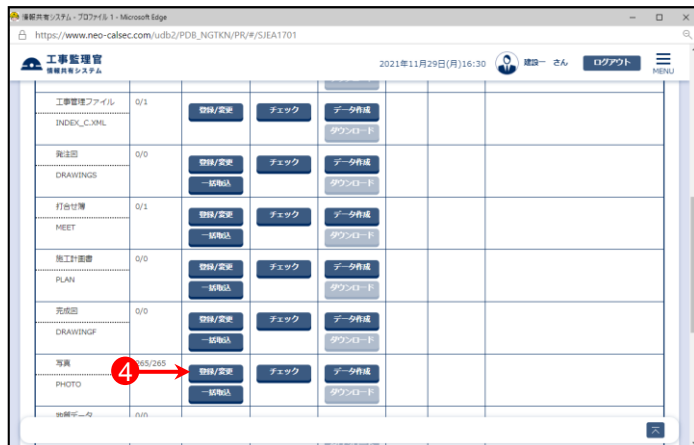 情報共有システム - プロファイル 1 - Microsoft Edge
https://www.neo-calsec.com/udb2/PDB_NGTKN/PR/#/SJEA1701
工事監理官
情報共有システム
2021年11月29日(月)16:30
建設一 さん
ログアウト
MENU
工事管理ファイル 0/1 登録/変更 チェック データ作成
INDEX_C.XML ダウンロード
発注図 0/0 登録/変更 チェック データ作成
DRAWINGS 一括取込 ダウンロード
打合せ簿 0/1 登録/変更 チェック データ作成
MEET 一括取込 ダウンロード
施工計画書 0/0 登録/変更 チェック データ作成
PLAN 一括取込 ダウンロード
完成図 0/0 登録/変更 チェック データ作成
DRAWINGF 一括取込 ダウンロード
写真 265/265 登録/変更 チェック データ作成
4
PHOTO 一括取込 ダウンロード
地質データ 0/0